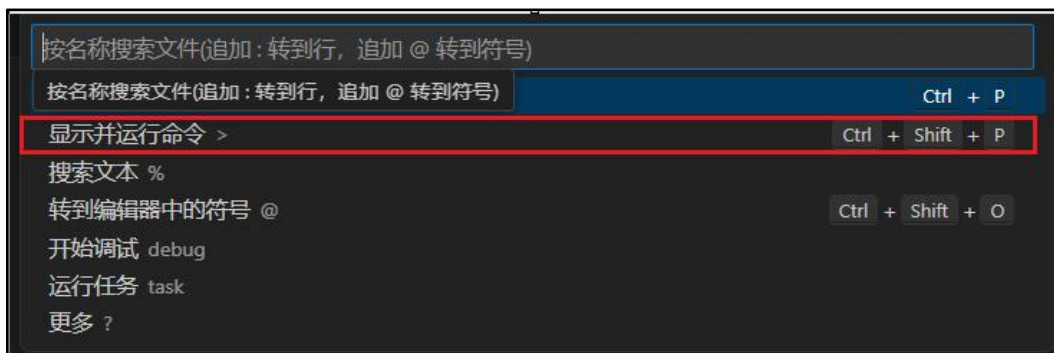 按名称搜索文件(追加 : 转到行，追加 @ 转到符号)
按名称搜索文件(追加 : 转到行，追加 @ 转到符号) Ctrl + P
显示并运行命令 > Ctrl + Shift + P
搜索文本 %
转到编辑器中的符号 @ Ctrl + Shift + O
开始调试 debug
运行任务 task
更多 ?